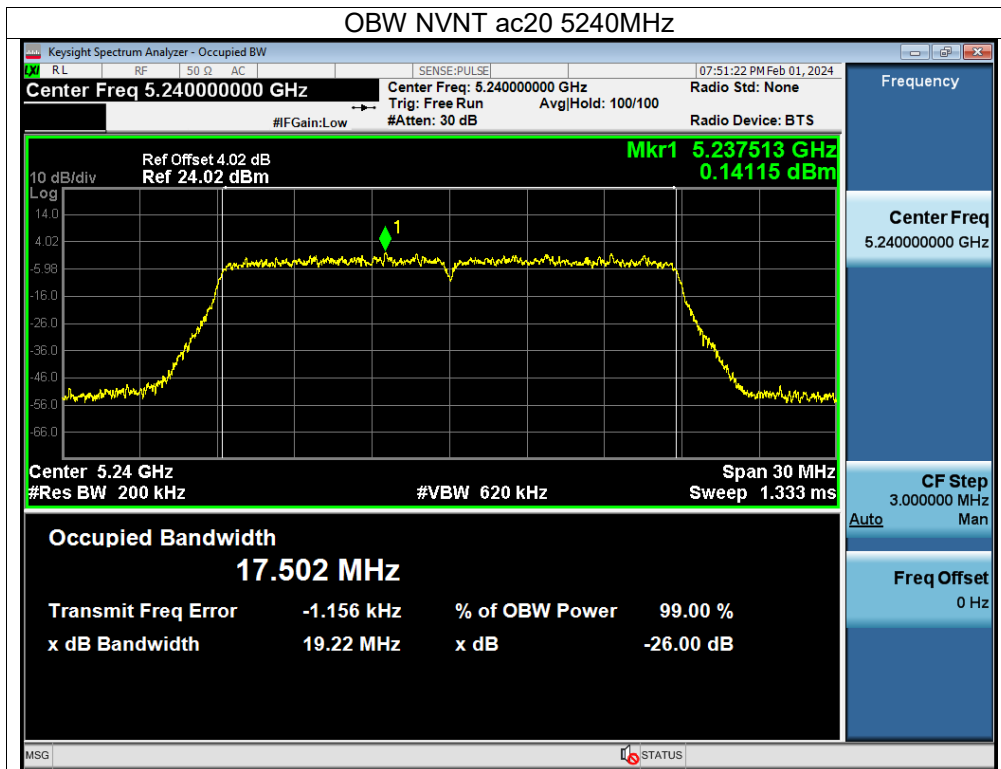 OBW NVNT ac20 5240MHz
Keysight Spectrum Analyzer - Occupied BW
LXI RL RF 50 Ω AC SENSE:PULSE 07:51:22 PM Feb 01, 2024
Center Freq 5.240000000 GHz
Center Freq: 5.240000000 GHz Radio Std: None
Trig: Free Run Avg|Hold: 100/100
#IFGain:Low #Atten: 30 dB Radio Device: BTS
Mkr1 5.237513 GHz
0.14115 dBm
Ref Offset 4.02 dB
10 dB/div Ref 24.02 dBm
Log
14.0
4.02
-5.98
-16.0
-26.0
-36.0
-46.0
-56.0
-66.0
1
Center 5.24 GHz Span 30 MHz
#Res BW 200 kHz #VBW 620 kHz Sweep 1.333 ms
Occupied Bandwidth
17.502 MHz
Transmit Freq Error -1.156 kHz % of OBW Power 99.00 %
x dB Bandwidth 19.22 MHz x dB -26.00 dB
Frequency
Center Freq
5.240000000 GHz
CF Step
3.000000 MHz
Auto Man
Freq Offset
0 Hz
MSG STATUS